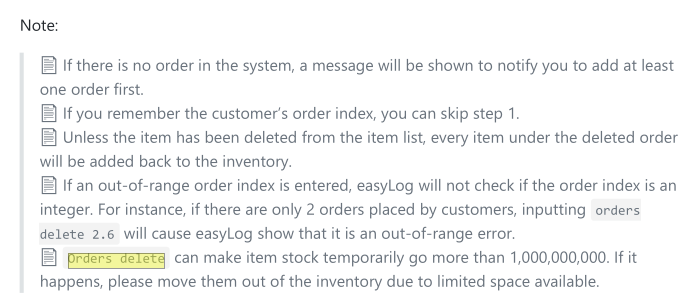 Note:
If there is no order in the system, a message will be shown to notify you to add at least
one order first.
If you remember the customer’s order index, you can skip step 1.
Unless the item has been deleted from the item list, every item under the deleted order
will be added back to the inventory.
If an out-of-range order index is entered, easyLog will not check if the order index is an
integer. For instance, if there are only 2 orders placed by customers, inputting orders
delete 2.6 will cause easyLog show that it is an out-of-range error.
Orders delete can make item stock temporarily go more than 1,000,000,000. If it
happens, please move them out of the inventory due to limited space available.